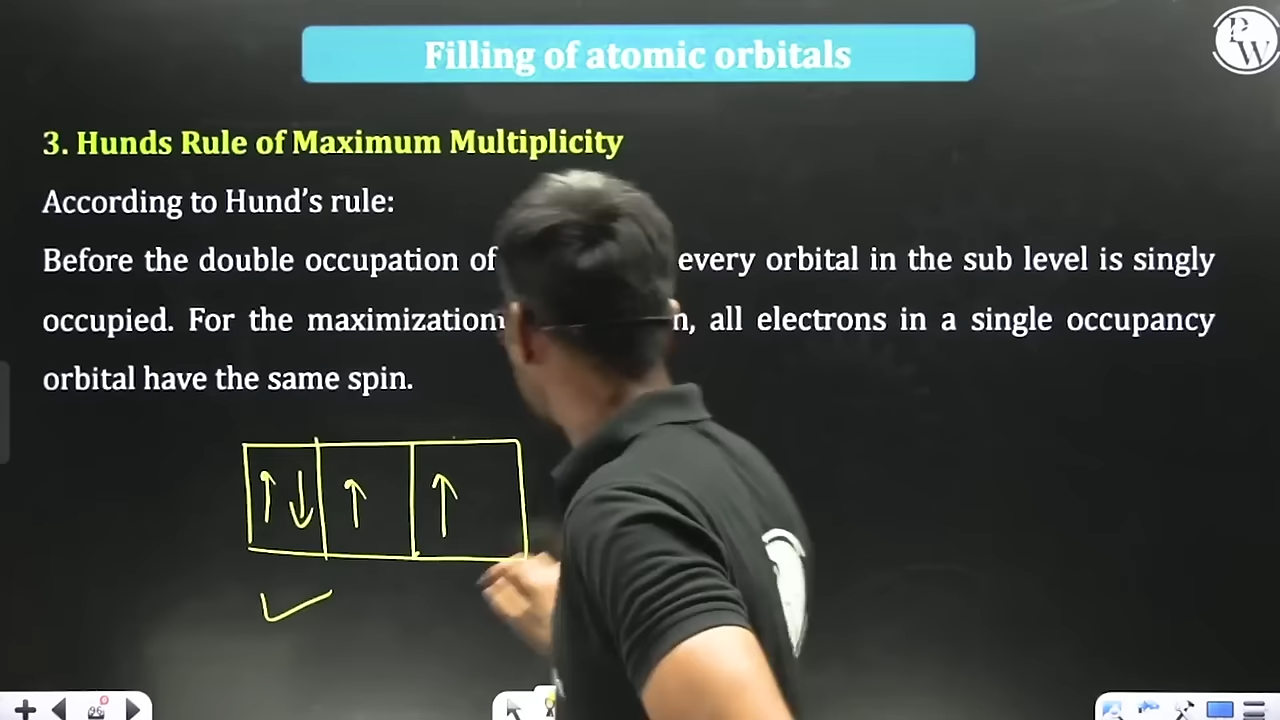 Filling of atomic orbitals
PW
3. Hunds Rule of Maximum Multiplicity
According to Hund's rule:
Before the double occupation of every orbital in the sub level is singly
occupied. For the maximization n, all electrons in a single occupancy
orbital have the same spin.